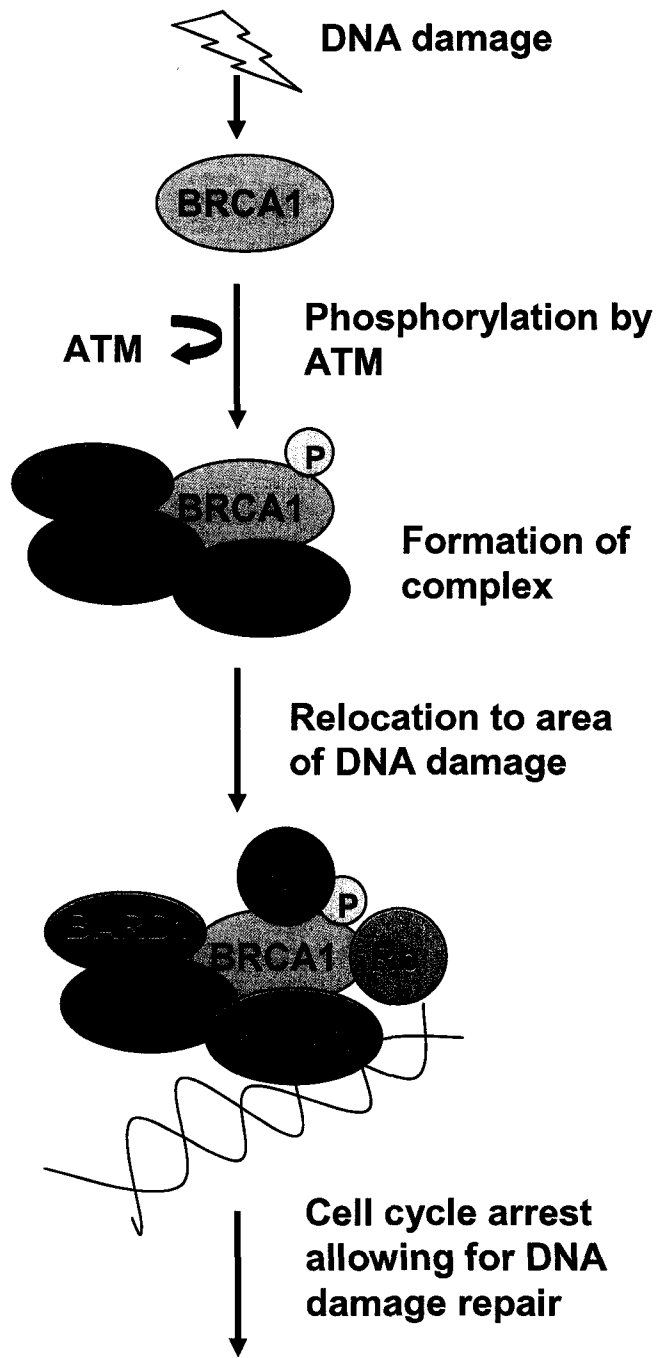 DNA damage
BRCA1
ATM
Phosphorylation by
ATM
P
BRCA1
Formation of
complex
Relocation to area
of DNA damage
P
BARD1
BRCA1
Rb
Cell cycle arrest
allowing for DNA
damage repair